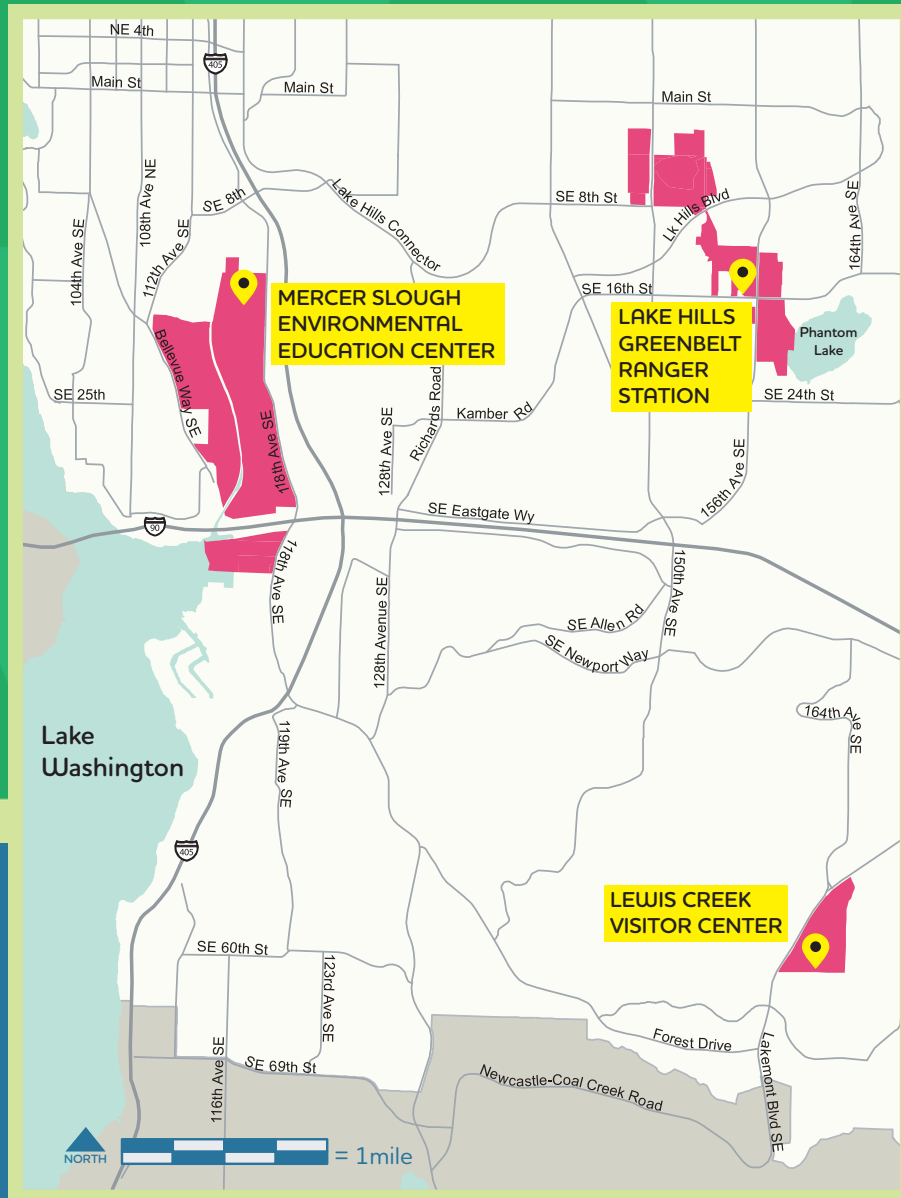 NE 4th
405
Main St
Main St
Main St
108th Ave NE
SE 8th
Lake Hills Connector
SE 8th St
Lk Hills Blvd
164th Ave SE
104th Ave SE
112th Ave SE
MERCER SLOUGH
ENVIRONMENTAL
EDUCATION CENTER
SE 16th St
LAKE HILLS
GREENBELT
RANGER
STATION
Phantom
Lake
Bellevue Way SE
SE 25th
118th Ave SE
128th Ave SE
Richards Road
Kamber Rd
SE 24th St
156th Ave SE
90
SE Eastgate Wy
118th Ave SE
128th Avenue SE
150th Ave SE
SE Allen Rd
SE Newport Way
164th Ave SE
Lake
Washington
119th Ave SE
405
LEWIS CREEK
VISITOR CENTER
SE 60th St
123rd Ave SE
116th Ave SE
SE 69th St
Forest Drive
Lakemont Blvd SE
Newcastle-Coal Creek Road
NORTH
= 1mile